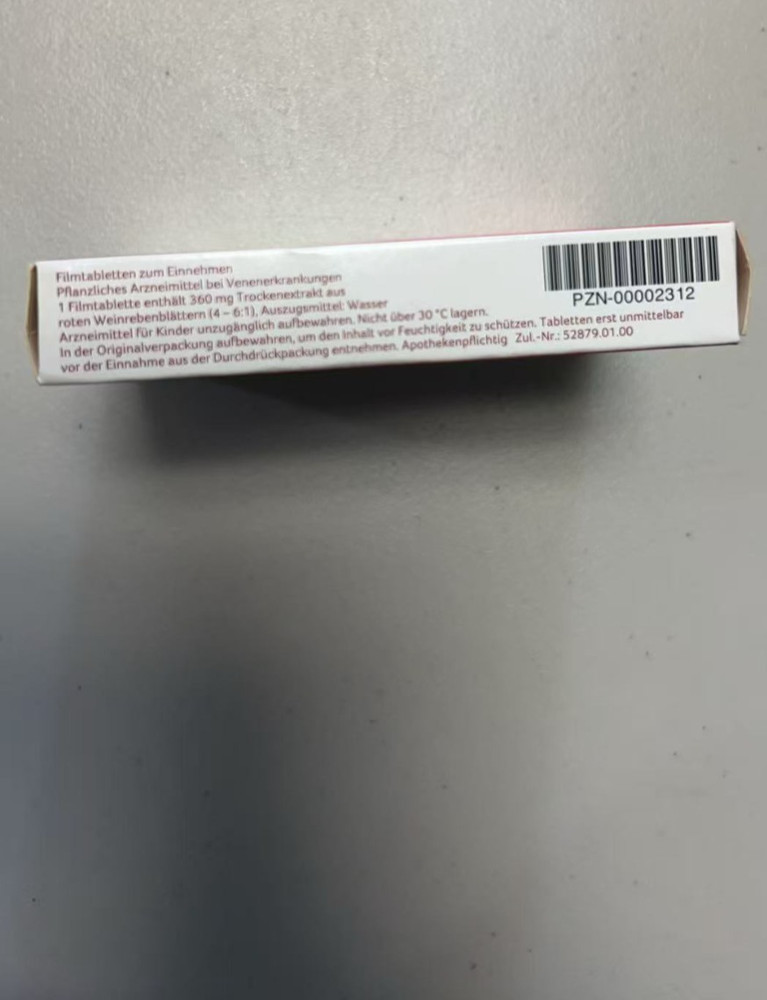 Filmtabletten zum Einnehmen
Pflanzliches Arzneimittel bei Venenerkrankungen
1 Filmtablette enthält 360 mg Trockenextrakt aus
roten Weinrebenblättern (4 – 6:1), Auszugsmittel: Wasser
Arzneimittel für Kinder unzugänglich aufbewahren. Nicht über 30 °C lagern.
In der Originalverpackung aufbewahren, um den Inhalt vor Feuchtigkeit zu schützen. Tabletten erst unmittelbar
vor der Einnahme aus der Durchdrückpackung entnehmen. Apothekenpflichtig Zul.-Nr.: 52879.01.00
PZN-00002312